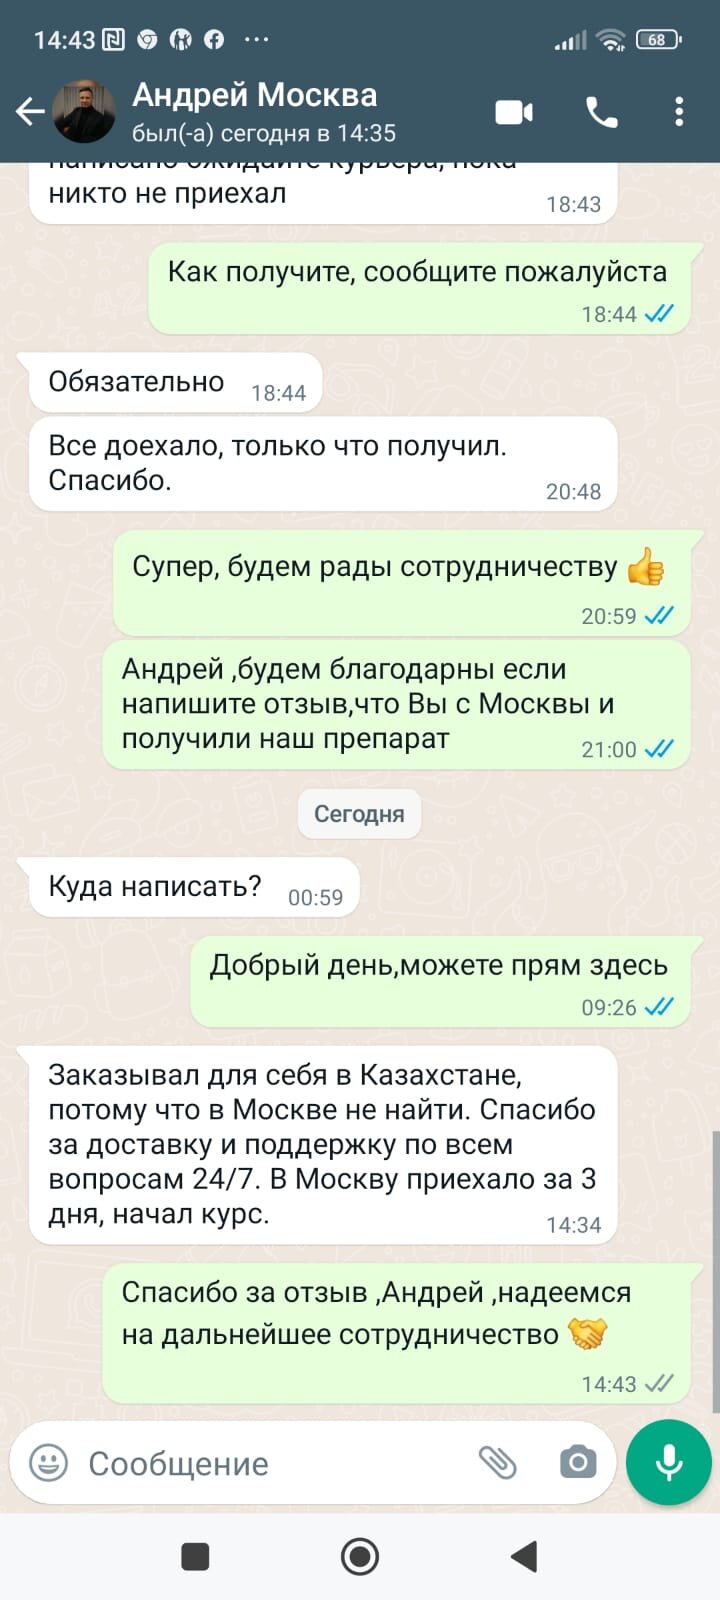 14:43
68
Андрей Москва
был(-а) сегодня в 14:35
написано ожидайте курьера, пока
никто не приехал
18:43
Как получите, сообщите пожалуйста
18:44
Обязательно
18:44
Все доехало, только что получил.
Спасибо.
20:48
Супер, будем рады сотрудничеству 👍
20:59
Андрей ,будем благодарны если
напишите отзыв,что Вы с Москвы и
получили наш препарат
21:00
Сегодня
Куда написать?
00:59
Добрый день,можете прям здесь
09:26
Заказывал для себя в Казахстане,
потому что в Москве не найти. Спасибо
за доставку и поддержку по всем
вопросам 24/7. В Москву приехало за 3
дня, начал курс.
14:34
Спасибо за отзыв ,Андрей ,надеемся
на дальнейшее сотрудничество 🤝
14:43
Сообщение